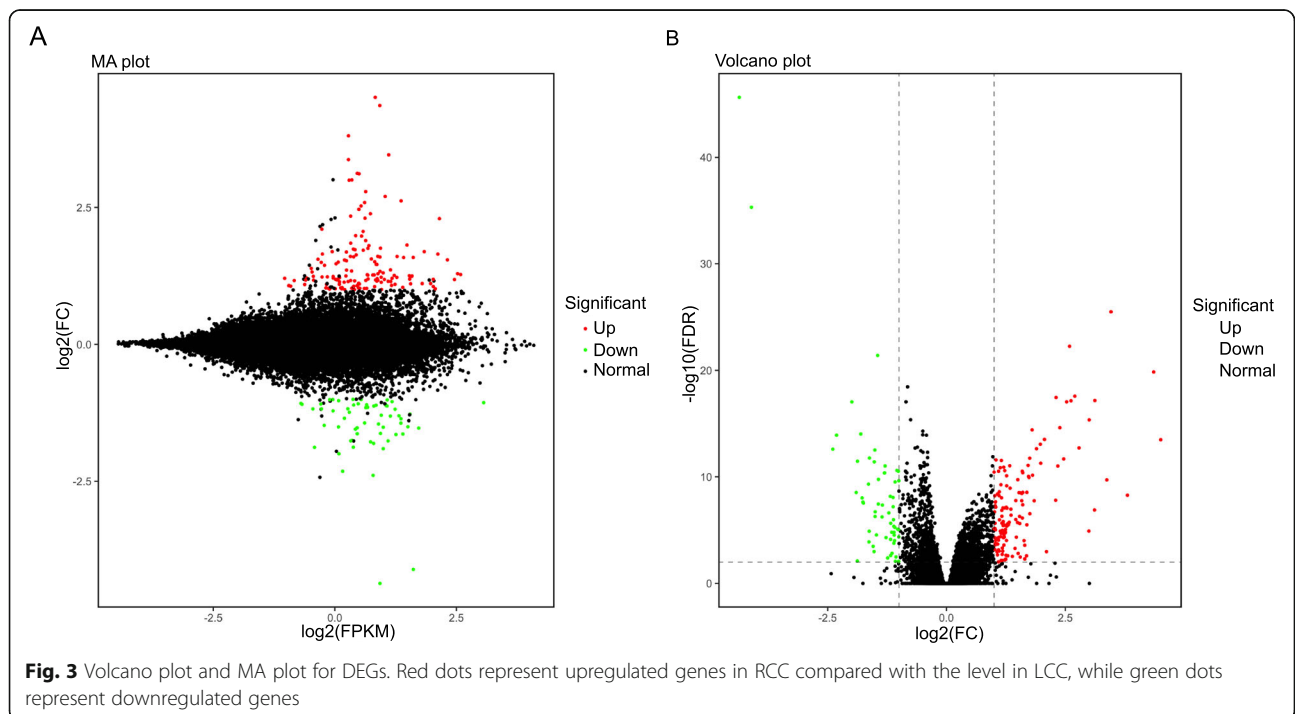 A
MA plot
2.5
0.0
-2.5
log2(FC)
-2.5
0.0
2.5
log2(FPKM)
Significant
Up
Down
Normal
B
Volcano plot
40
30
20
10
0
-log10(FDR)
-2.5
0.0
2.5
log2(FC)
Significant
Up
Down
Normal
Fig. 3 Volcano plot and MA plot for DEGs. Red dots represent upregulated genes in RCC compared with the level in LCC, while green dots
represent downregulated genes